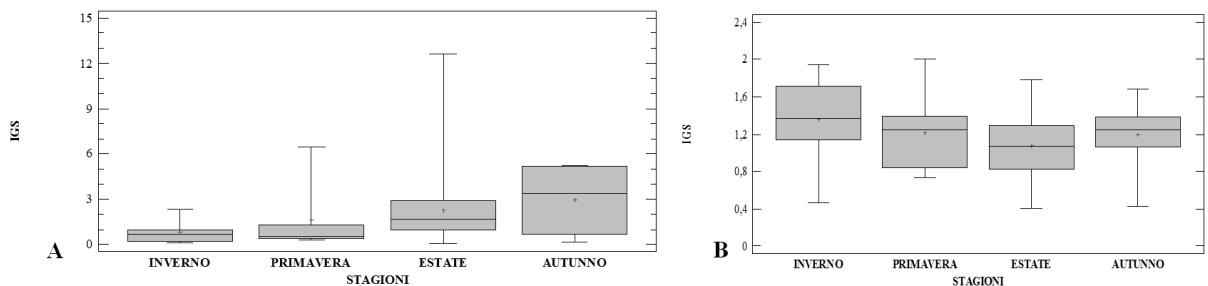 15
12
9
6
3
0
IGS
A
INVERNO PRIMAVERA ESTATE AUTUNNO
STAGIONI
2,4
2
1,6
1,2
0,8
0,4
0
IGS
B
INVERNO PRIMAVERA ESTATE AUTUNNO
STAGIONI